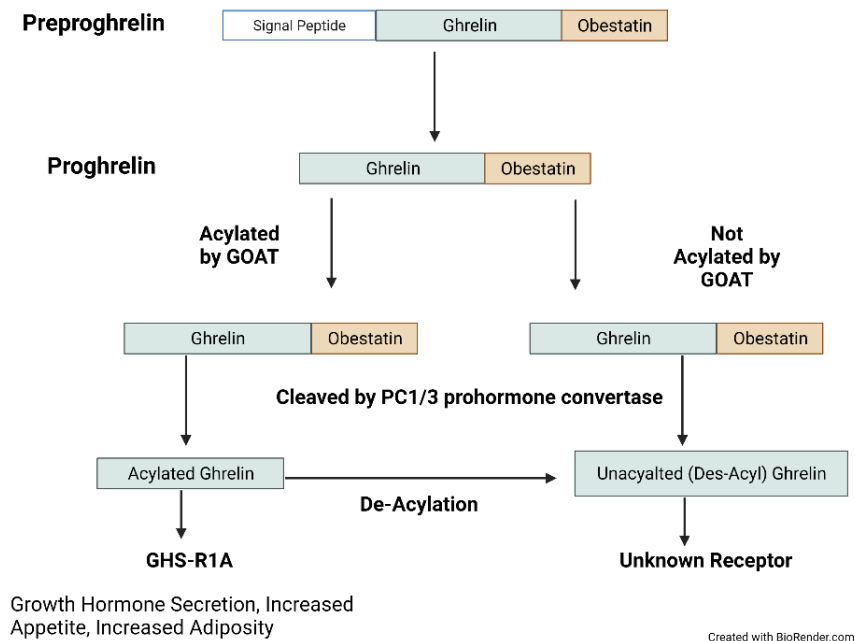 Preproghrelin
Signal Peptide
Ghrelin
Obestatin
Proghrelin
Ghrelin
Obestatin
Acylated
by GOAT
Not
Acylated by
GOAT
Ghrelin
Obestatin
Ghrelin
Obestatin
Cleaved by PC1/3 prohormone convertase
Acylated Ghrelin
Unacyalted (Des-Acyl) Ghrelin
De-Acylation
GHS-R1A
Unknown Receptor
Growth Hormone Secretion, Increased
Appetite, Increased Adiposity
Created with BioRender.com